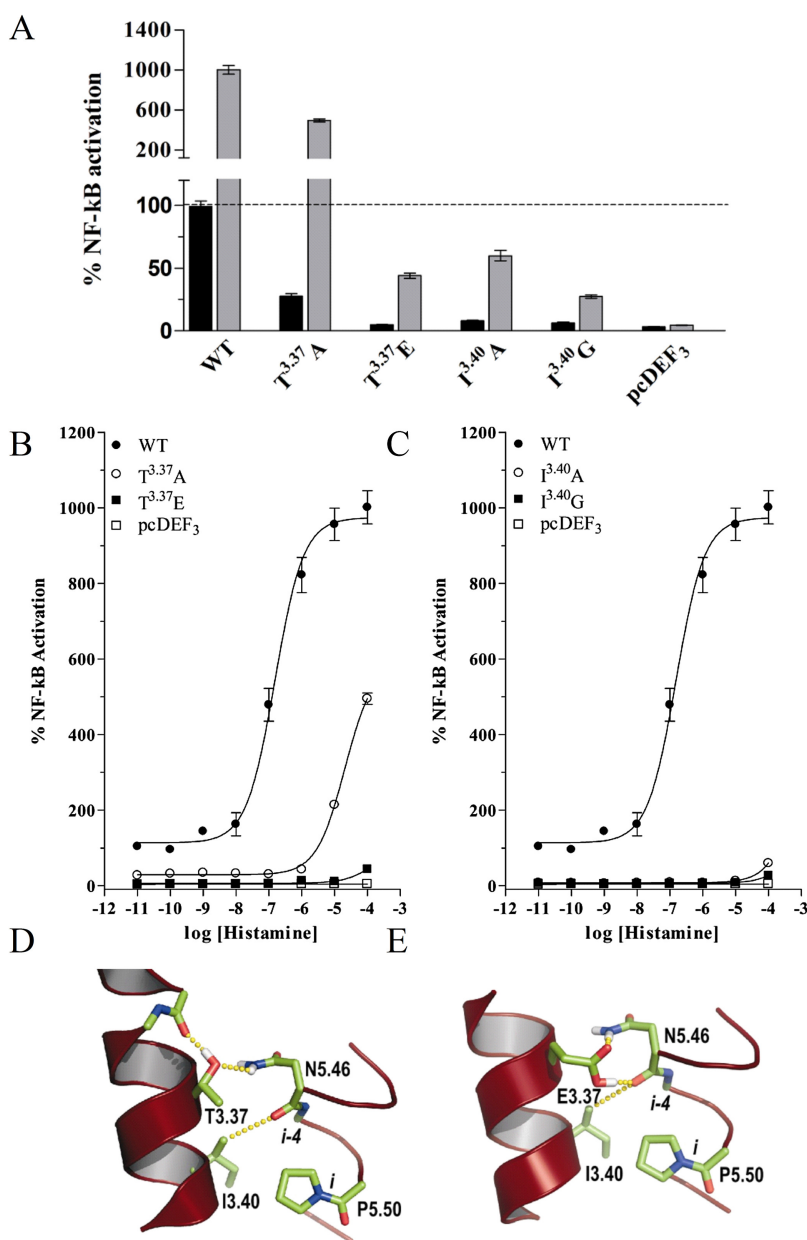 A
% NF-kB activation
1400
1000
600
200
100
50
0
WT
T3.37A
T3.37E
I3.40A
I3.40G
pcDEF3
B
% NF-kB Activation
1200
1000
800
600
400
200
0
WT
T3.37A
T3.37E
pcDEF3
-12 -11 -10 -9 -8 -7 -6 -5 -4 -3
log [Histamine]
C
% NF-kB Activation
1200
1000
800
600
400
200
0
WT
I3.40A
I3.40G
pcDEF3
-12 -11 -10 -9 -8 -7 -6 -5 -4 -3
log [Histamine]
D
N5.46
T3.37
i-4
I3.40
i
P5.50
E
N5.46
E3.37
i-4
I3.40
i
P5.50